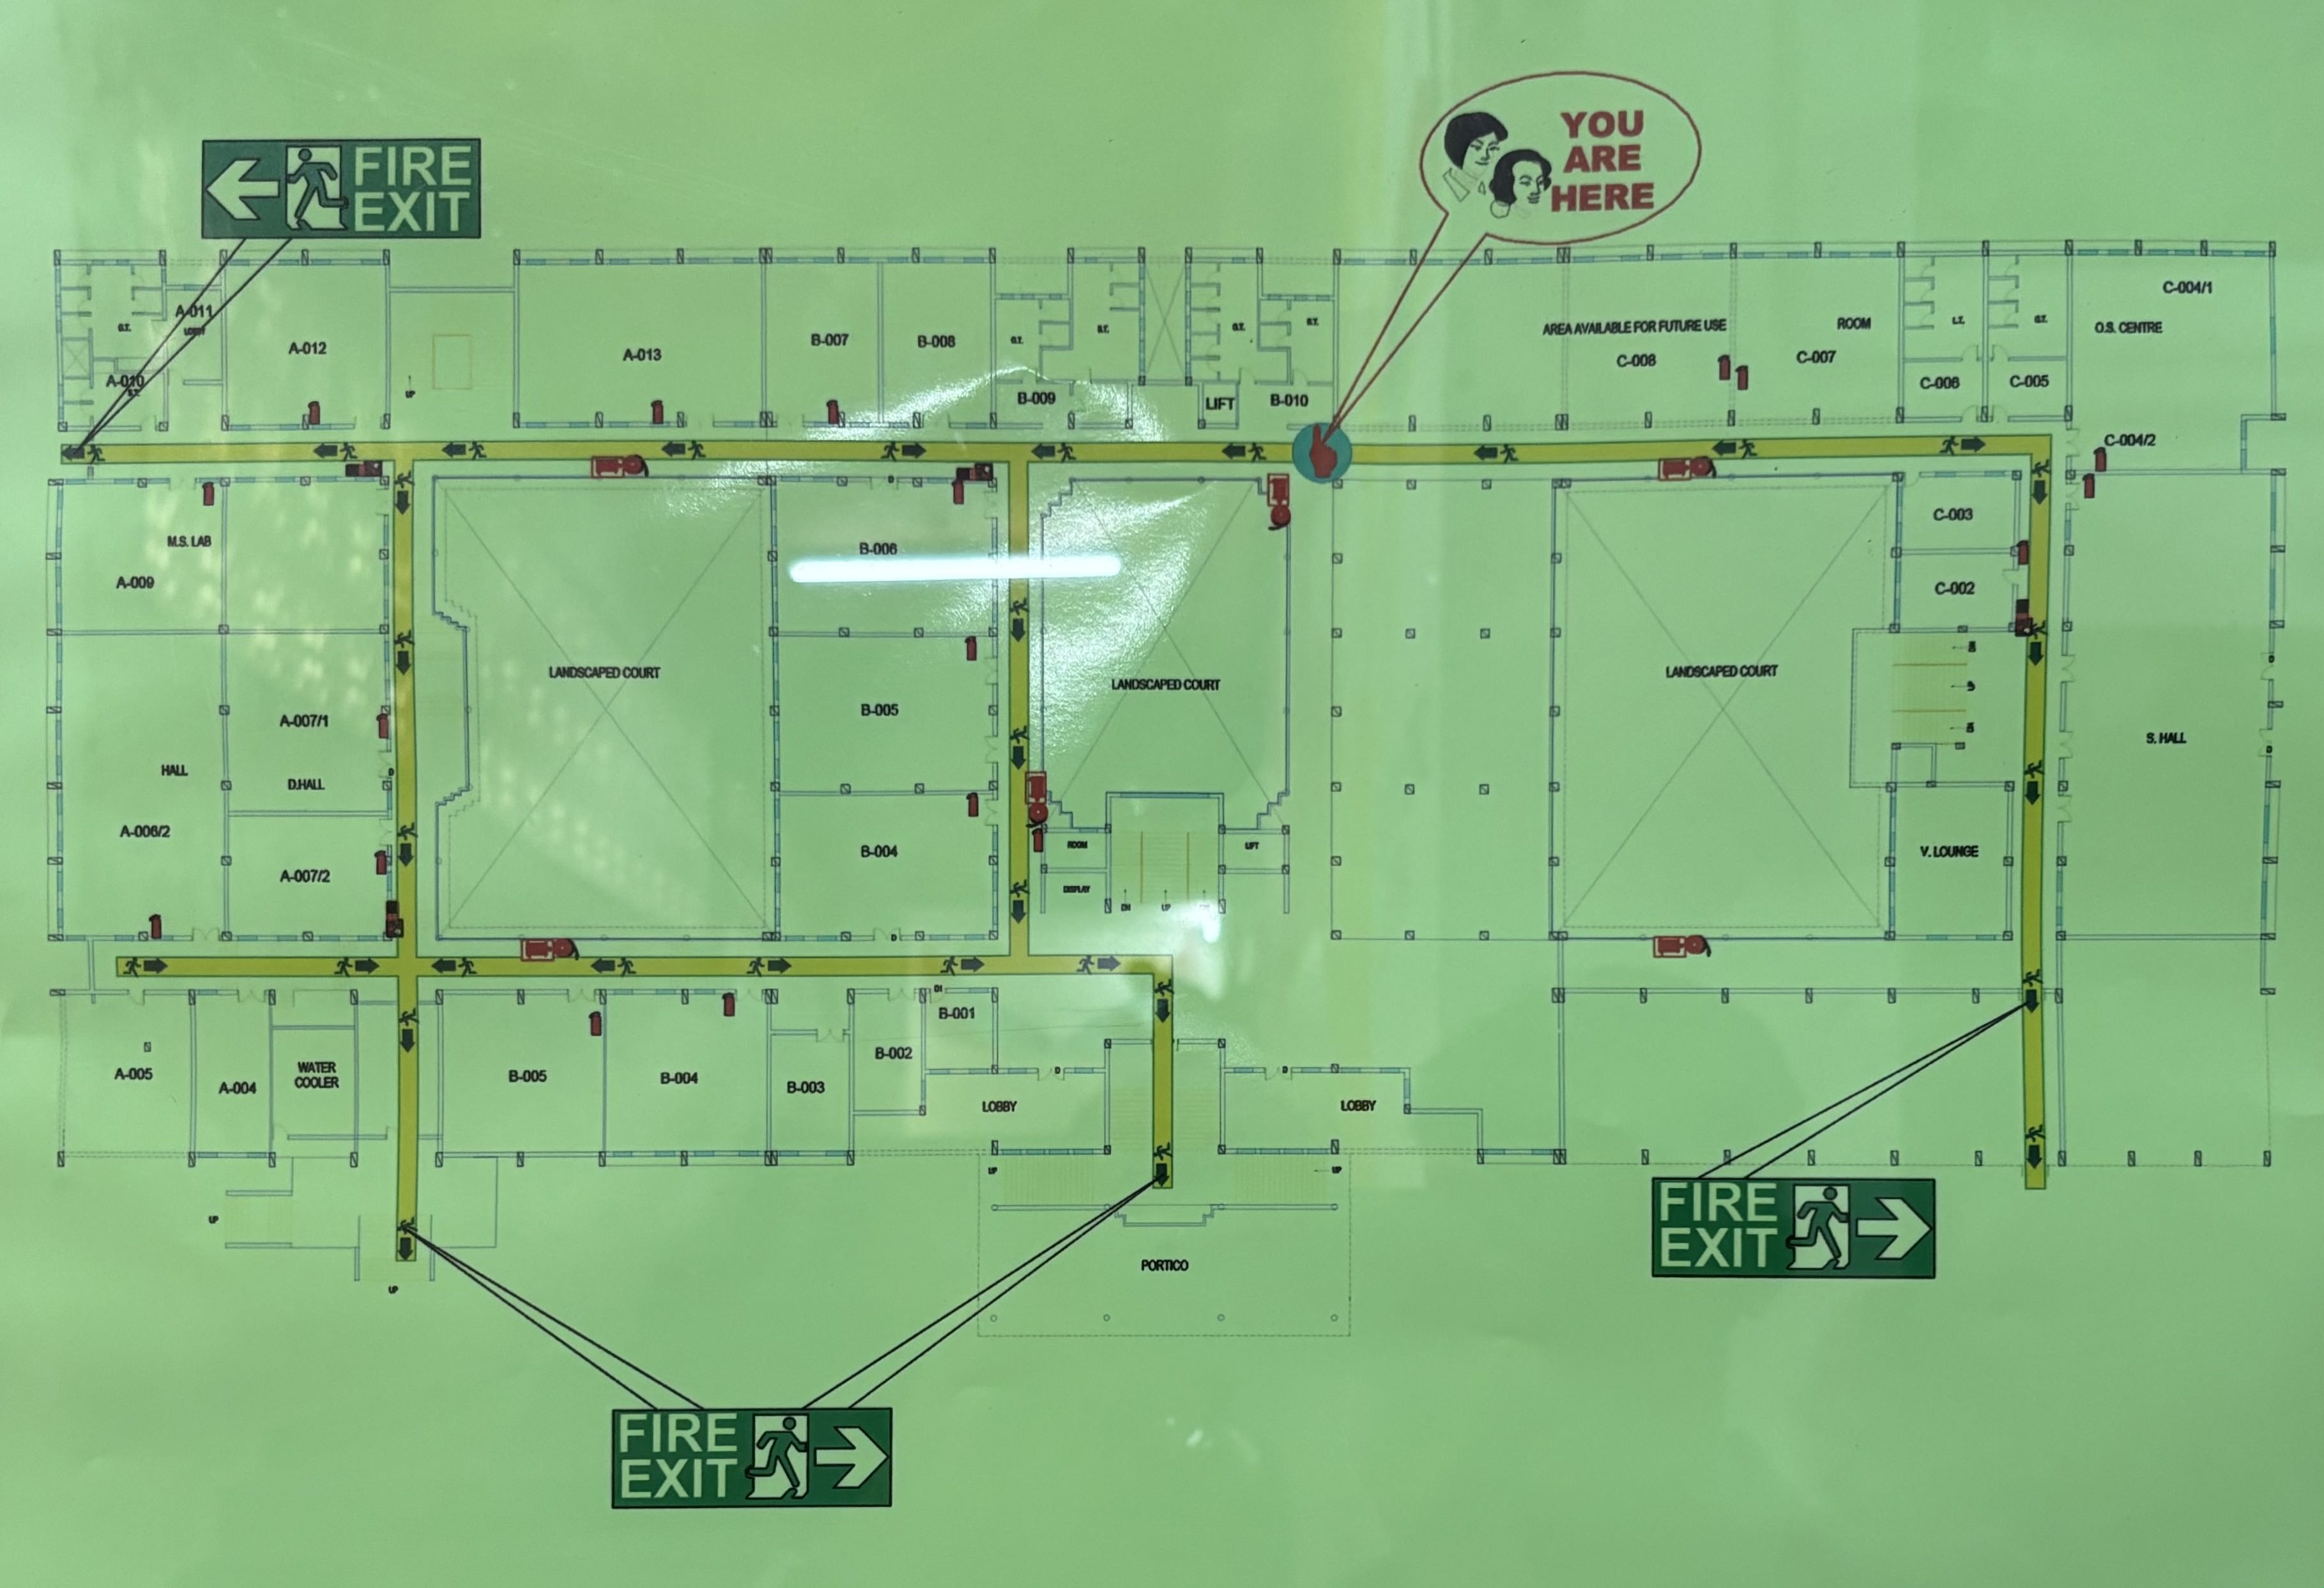 YOU
ARE
HERE
FIRE
EXIT
C-004/1
A-011
LOBBY
G.T.
O.S. CENTRE
AREA AVAILABLE FOR FUTURE USE
ROOM
L.T.
G.T.
G.T.
G.T.
A-012
A-013
B-007
B-008
C-008
C-007
A-010
C-006
C-005
UP
B-009
LIFT
B-010
C-004/2
C-003
M.S. LAB
B-006
A-009
C-002
LANDSCAPED COURT
LANDSCAPED COURT
LANDSCAPED COURT
B-005
A-007/1
S. HALL
HALL
D.HALL
A-006/2
ROOM
LIFT
B-004
V. LOUNGE
A-007/2
DISPLAY
DN
UP
D
D1
B-001
B-002
A-005
WATER
COOLER
A-004
B-005
B-004
B-003
D
D
LOBBY
LOBBY
UP
UP
UP
FIRE
EXIT
PORTICO
UP
FIRE
EXIT